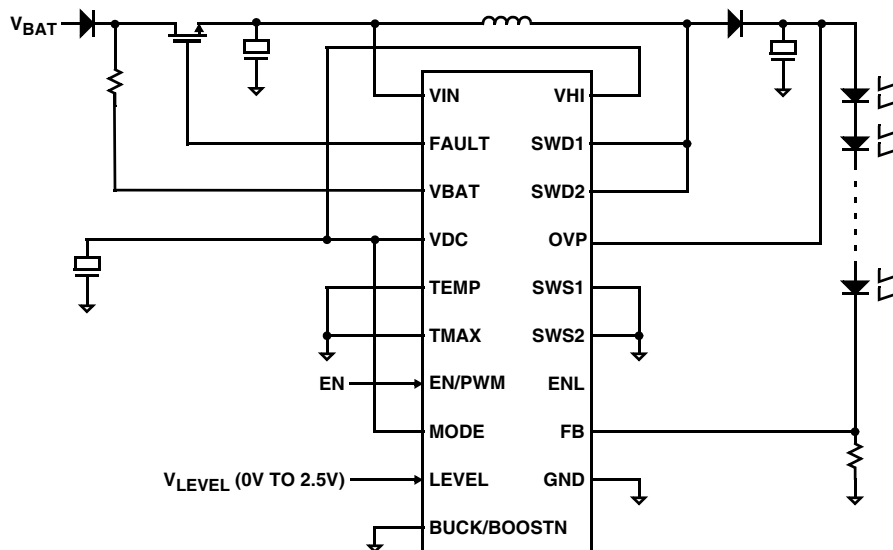 VBAT
VIN
VHI
FAULT
SWD1
VBAT
SWD2
VDC
OVP
TEMP
SWS1
TMAX
SWS2
EN
EN/PWM
ENL
MODE
FB
VLEVEL (0V TO 2.5V)
LEVEL
GND
BUCK/BOOSTN